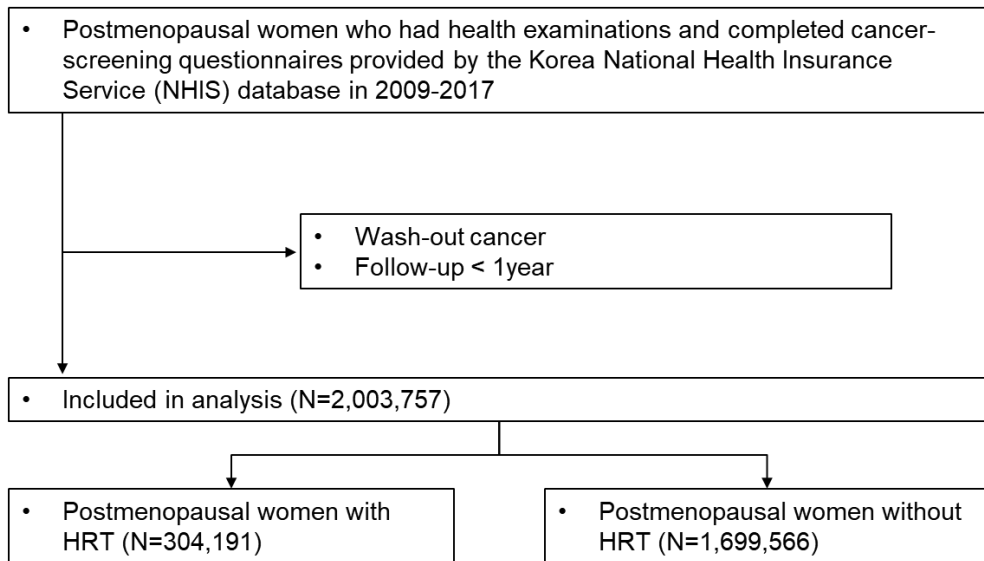 • Postmenopausal women who had health examinations and completed cancer-
screening questionnaires provided by the Korea National Health Insurance
Service (NHIS) database in 2009-2017
• Wash-out cancer
• Follow-up < 1year
• Included in analysis (N=2,003,757)
• Postmenopausal women with
HRT (N=304,191)
• Postmenopausal women without
HRT (N=1,699,566)